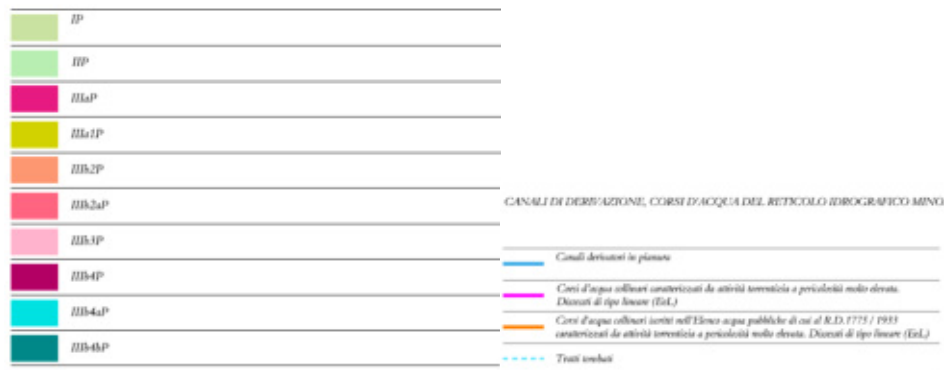 IP
IIP
IIIaP
IIIa1P
IIIb2P
IIIb2aP
IIIb3P
IIIb4P
IIIb4aP
IIIb4bP
CANALI DI DERIVAZIONE, CORSI D'ACQUA DEL RETICOLO IDROGRAFICO MINO
Canali derivatori in pianura
Corsi d'acqua collinari caratterizzati da attività torrentizia a pericolosità molto elevata.
Dissesti di tipo lineare (EeL)
Corsi d'acqua collinari iscritti nell'Elenco acque pubbliche di cui al R.D.1775 / 1933
caratterizzati da attività torrentizia a pericolosità molto elevata. Dissesti di tipo lineare (EeL)
Tratti tombati